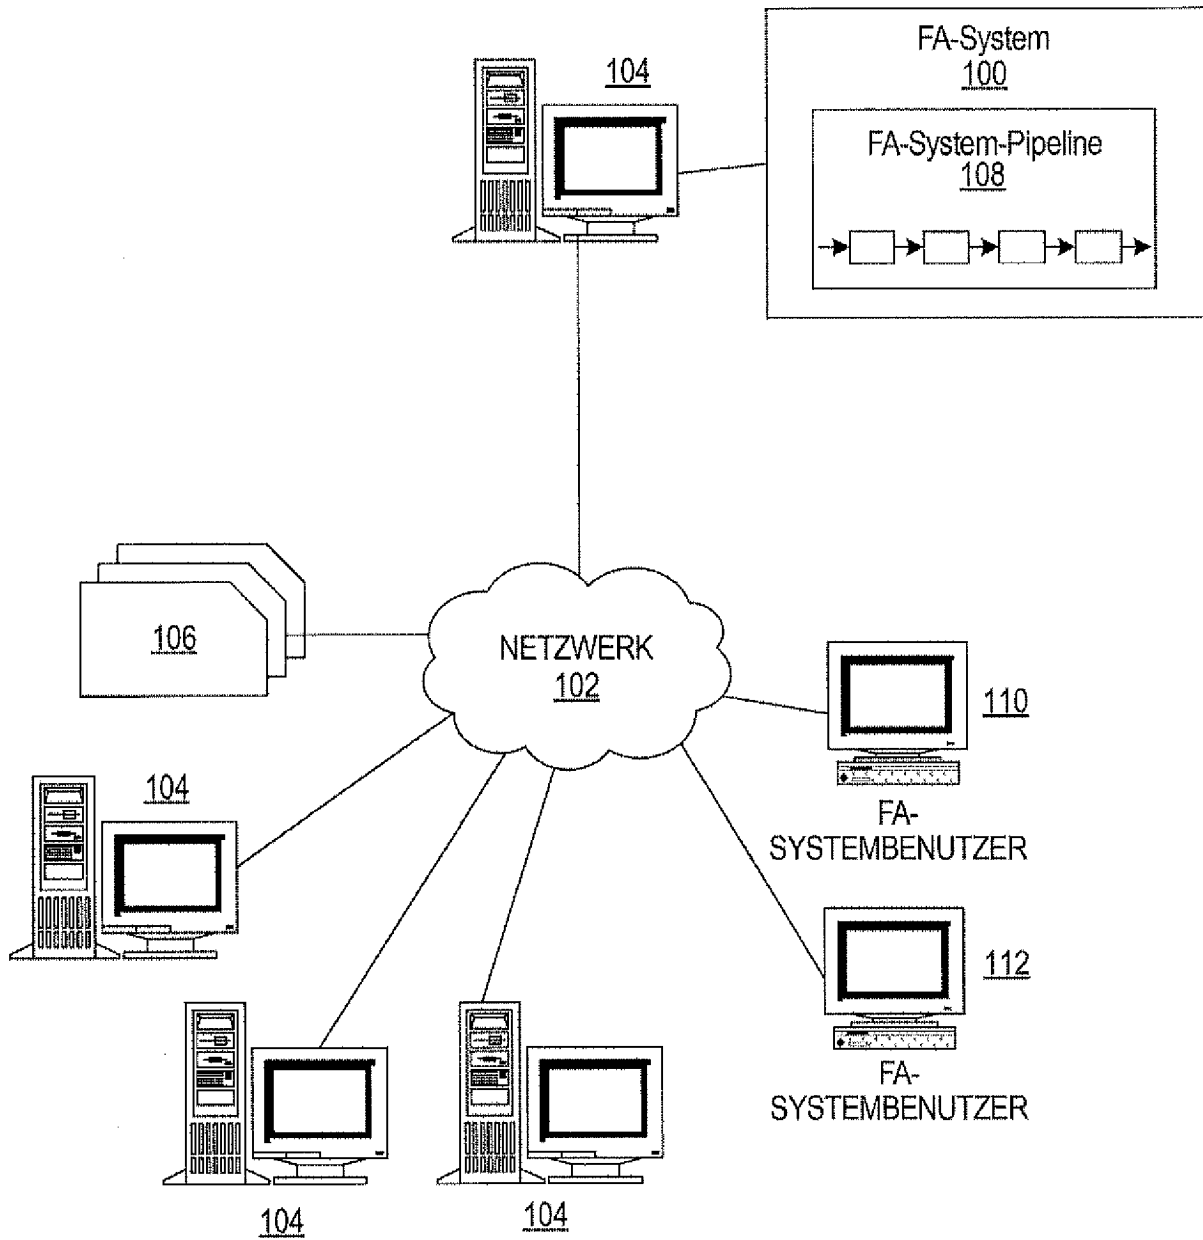 FA-System
100
104
FA-System-Pipeline
108
NETZWERK
102
106
110
FA-
SYSTEMBENUTZER
104
112
FA-
SYSTEMBENUTZER
104
104